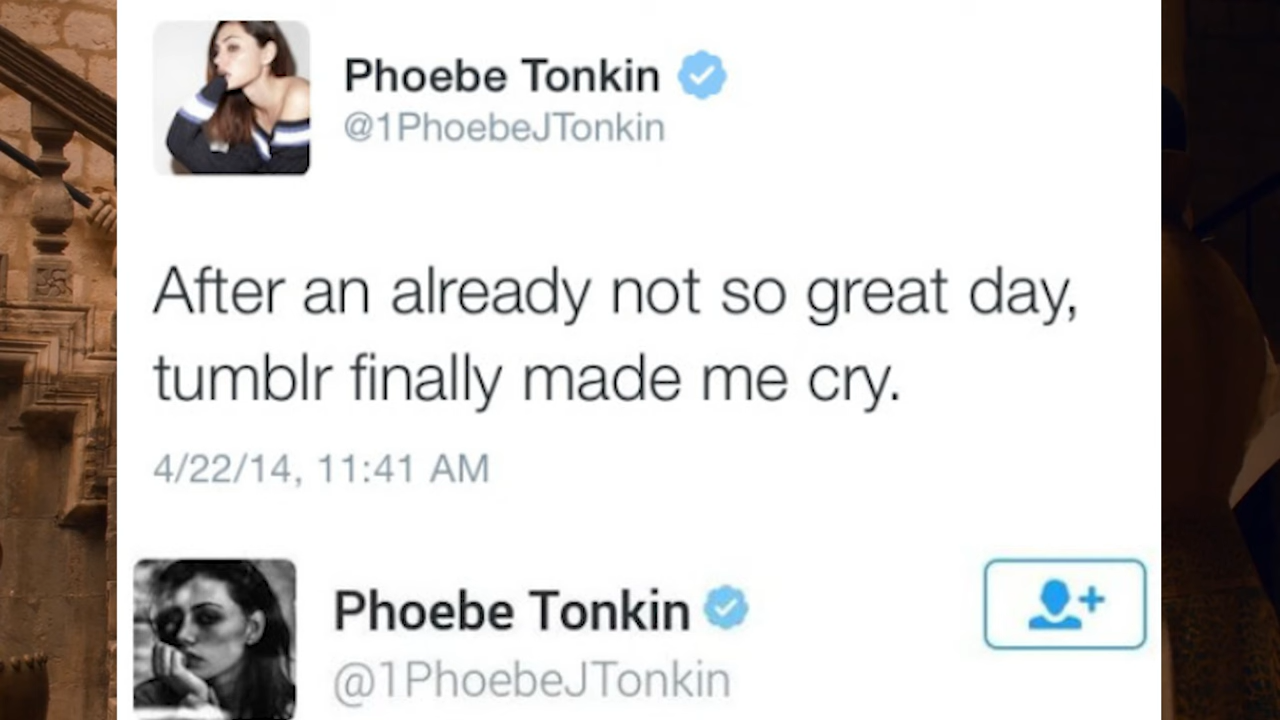 Phoebe Tonkin
@1PhoebeJTonkin
After an already not so great day,
tumblr finally made me cry.
4/22/14, 11:41 AM
Phoebe Tonkin
@1PhoebeJTonkin